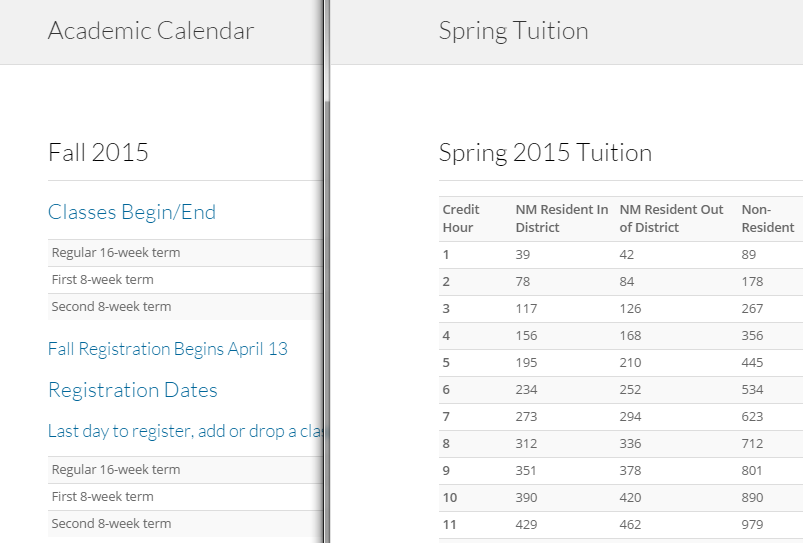 Academic Calendar
Fall 2015
Classes Begin/End
Regular 16-week term
First 8-week term
Second 8-week term
Fall Registration Begins April 13
Registration Dates
Last day to register, add or drop a
Regular 16-week term
First 8-week term
Second 8-week term
Spring Tuition
Spring 2015 Tuition
Credit Hour NM Resident In District NM Resident Out of District Non-Resident
1 39 42 89
2 78 84 178
3 117 126 267
4 156 168 356
5 195 210 445
6 234 252 534
7 273 294 623
8 312 336 712
9 351 378 801
10 390 420 890
11 429 462 979